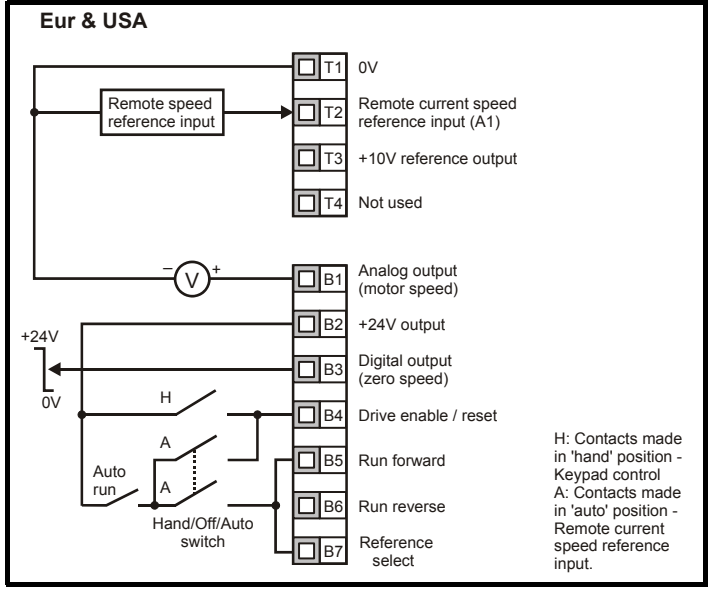 Eur & USA
T1 0V
Remote speed
reference input
T2 Remote current speed
reference input (A1)
T3 +10V reference output
T4 Not used
– V +
B1 Analog output
(motor speed)
B2 +24V output
+24V
0V
B3 Digital output
(zero speed)
H
B4 Drive enable / reset
A
B5 Run forward
Auto
run
A
B6 Run reverse
Hand/Off/Auto
switch
B7 Reference
select
H: Contacts made
in 'hand' position -
Keypad control
A: Contacts made
in 'auto' position -
Remote current
speed reference
input.